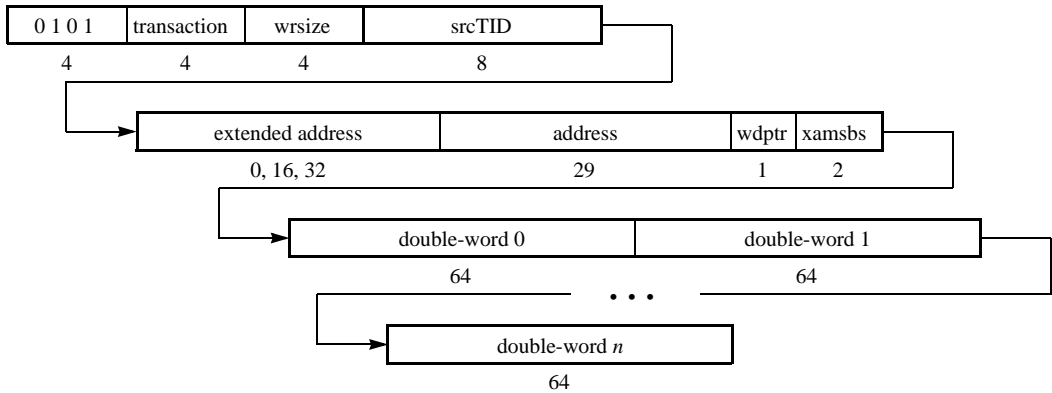 0 1 0 1 transaction wrsize srcTID
4 4 4 8
extended address address wdptr xamsbs
0, 16, 32 29 1 2
double-word 0 double-word 1
64 64
• • •
double-word n
64